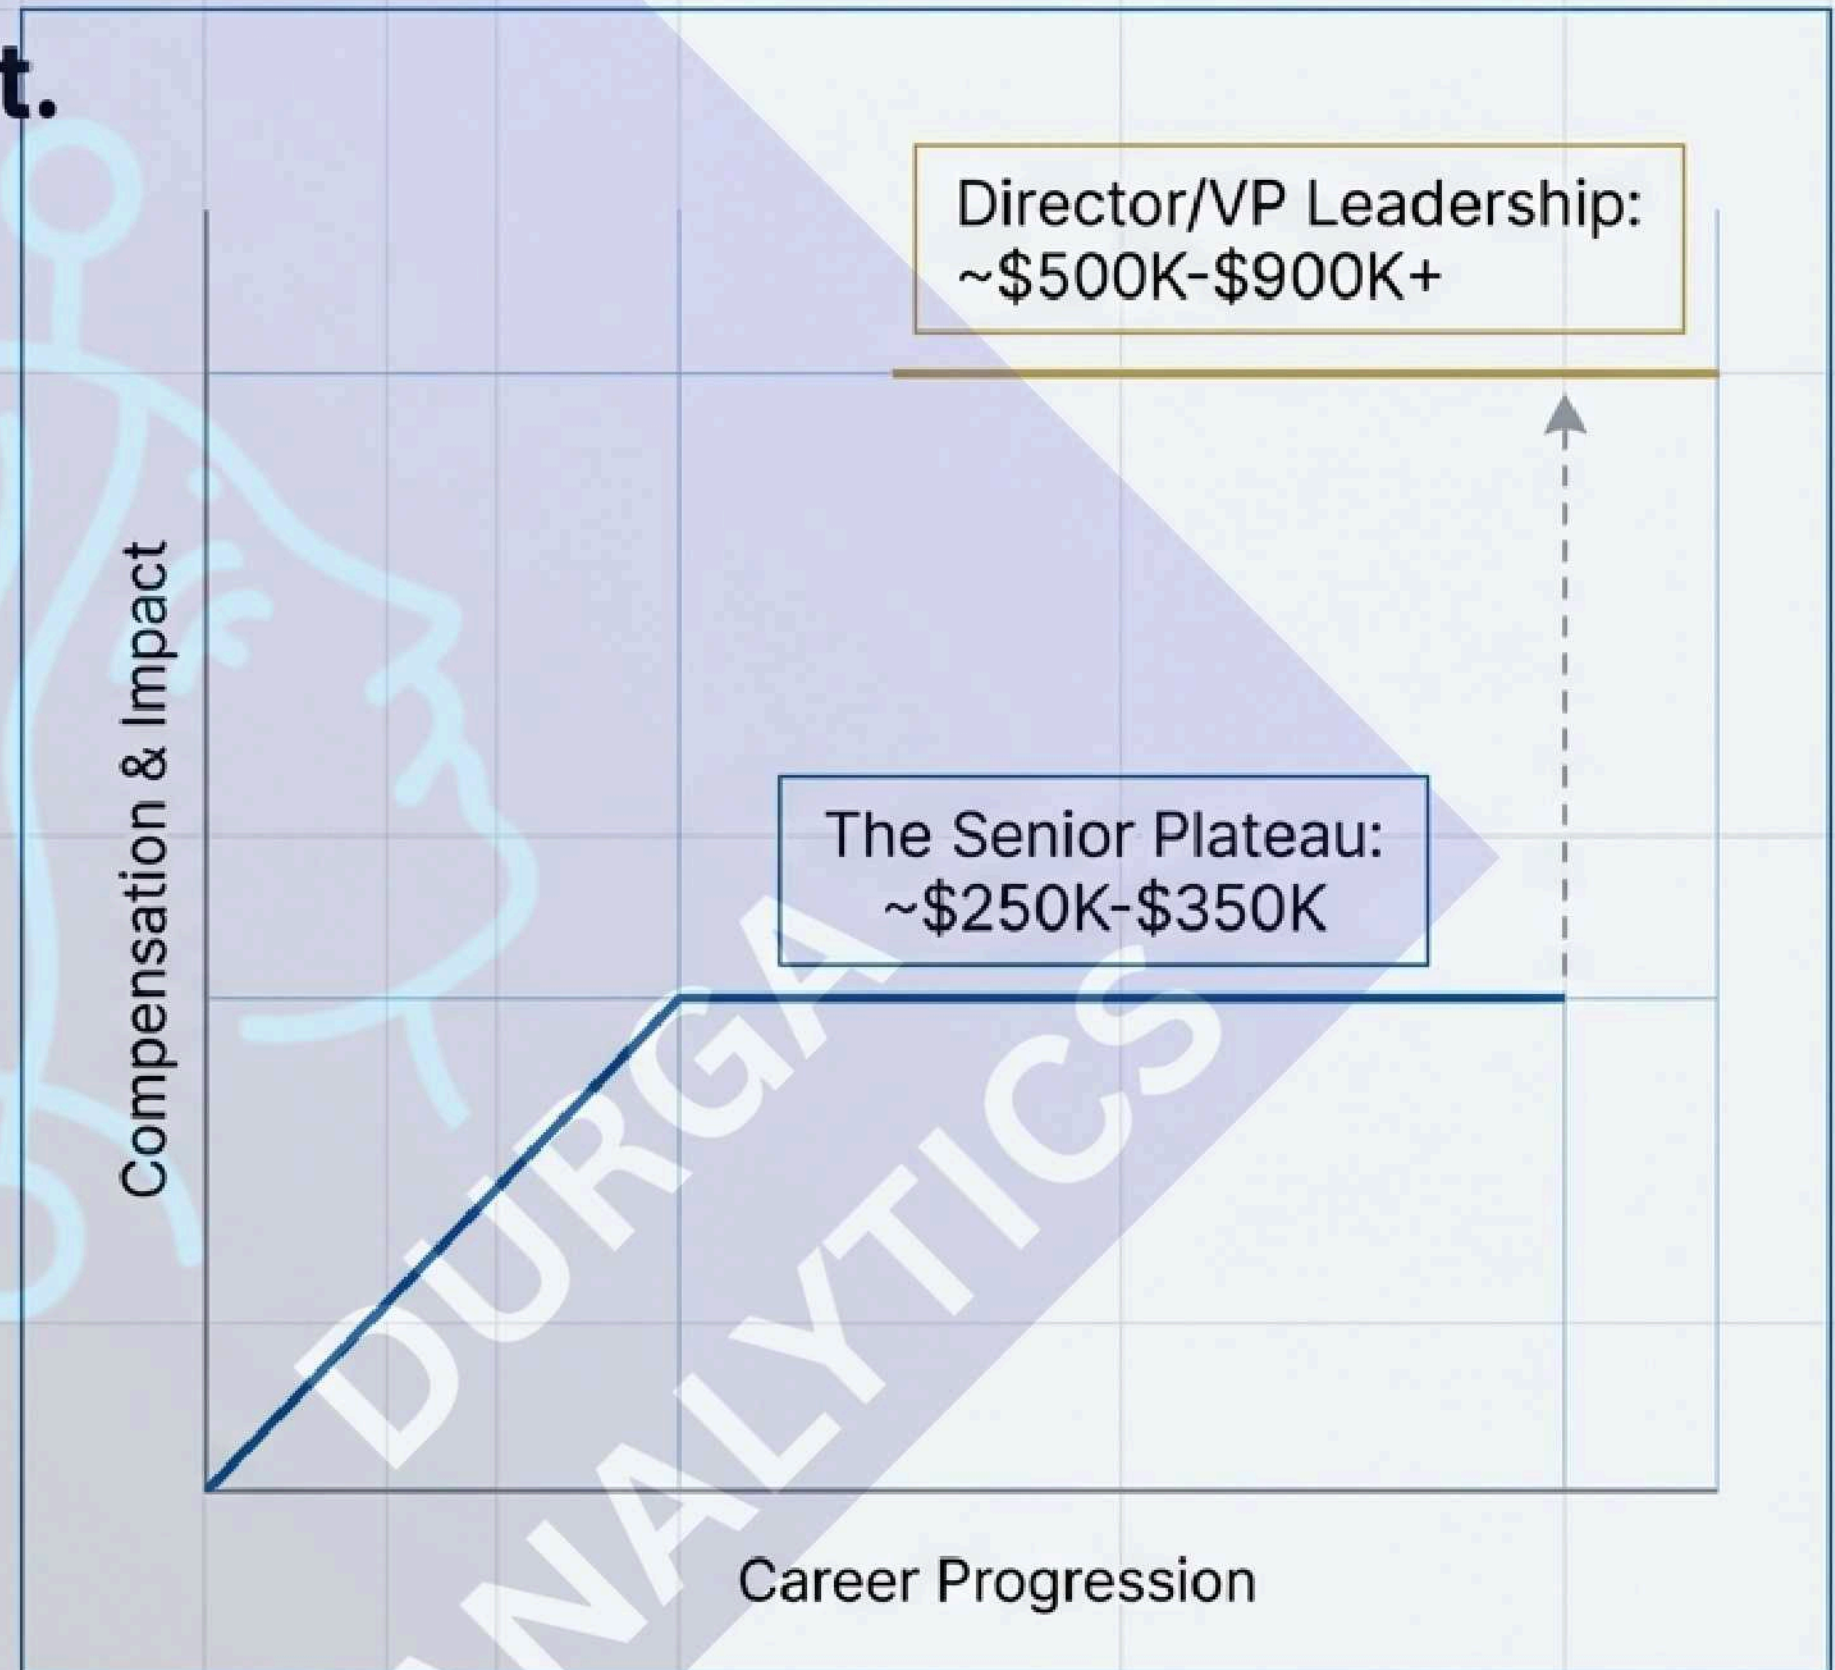 t.
Director/VP Leadership:
~$500K-$900K+
Compensation & Impact
The Senior Plateau:
~$250K-$350K
DURGA
ANALYTICS
Career Progression